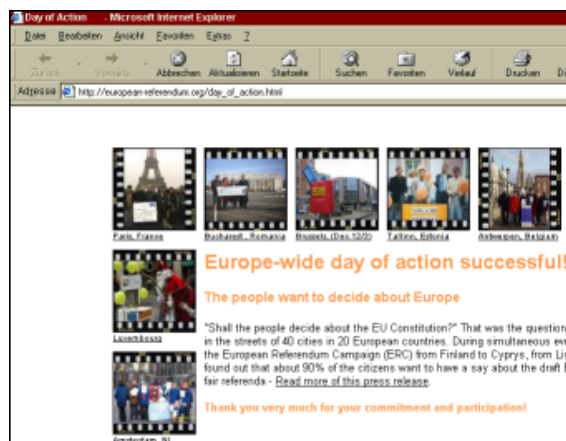 Day of Action - Microsoft Internet Explorer
Datei Bearbeiten Ansicht Favoriten Extras ?
Zurück Vorwärts Abbrechen Aktualisieren Startseite Suchen Favoriten Verlauf Drucken
Adresse http://european-referendum.org/day_of_action.html
Paris, France Bucharest, Romania Brussels, (Dec.12/3) Tallinn, Estonia Antwerpen, Belgium
Europe-wide day of action successful!
The people want to decide about Europe
Luxembourg
"Shall the people decide about the EU Constitution?" That was the question
in the streets of 40 cities in 20 European countries. During simultaneous
the European Referendum Campaign (ERC) from Finland to Cyprys, from
found out that about 90% of the citizens want to have a say about the draft
fair referenda - Read more of this press release.
Thank you very much for your commitment and participation!
Amsterdam, NL